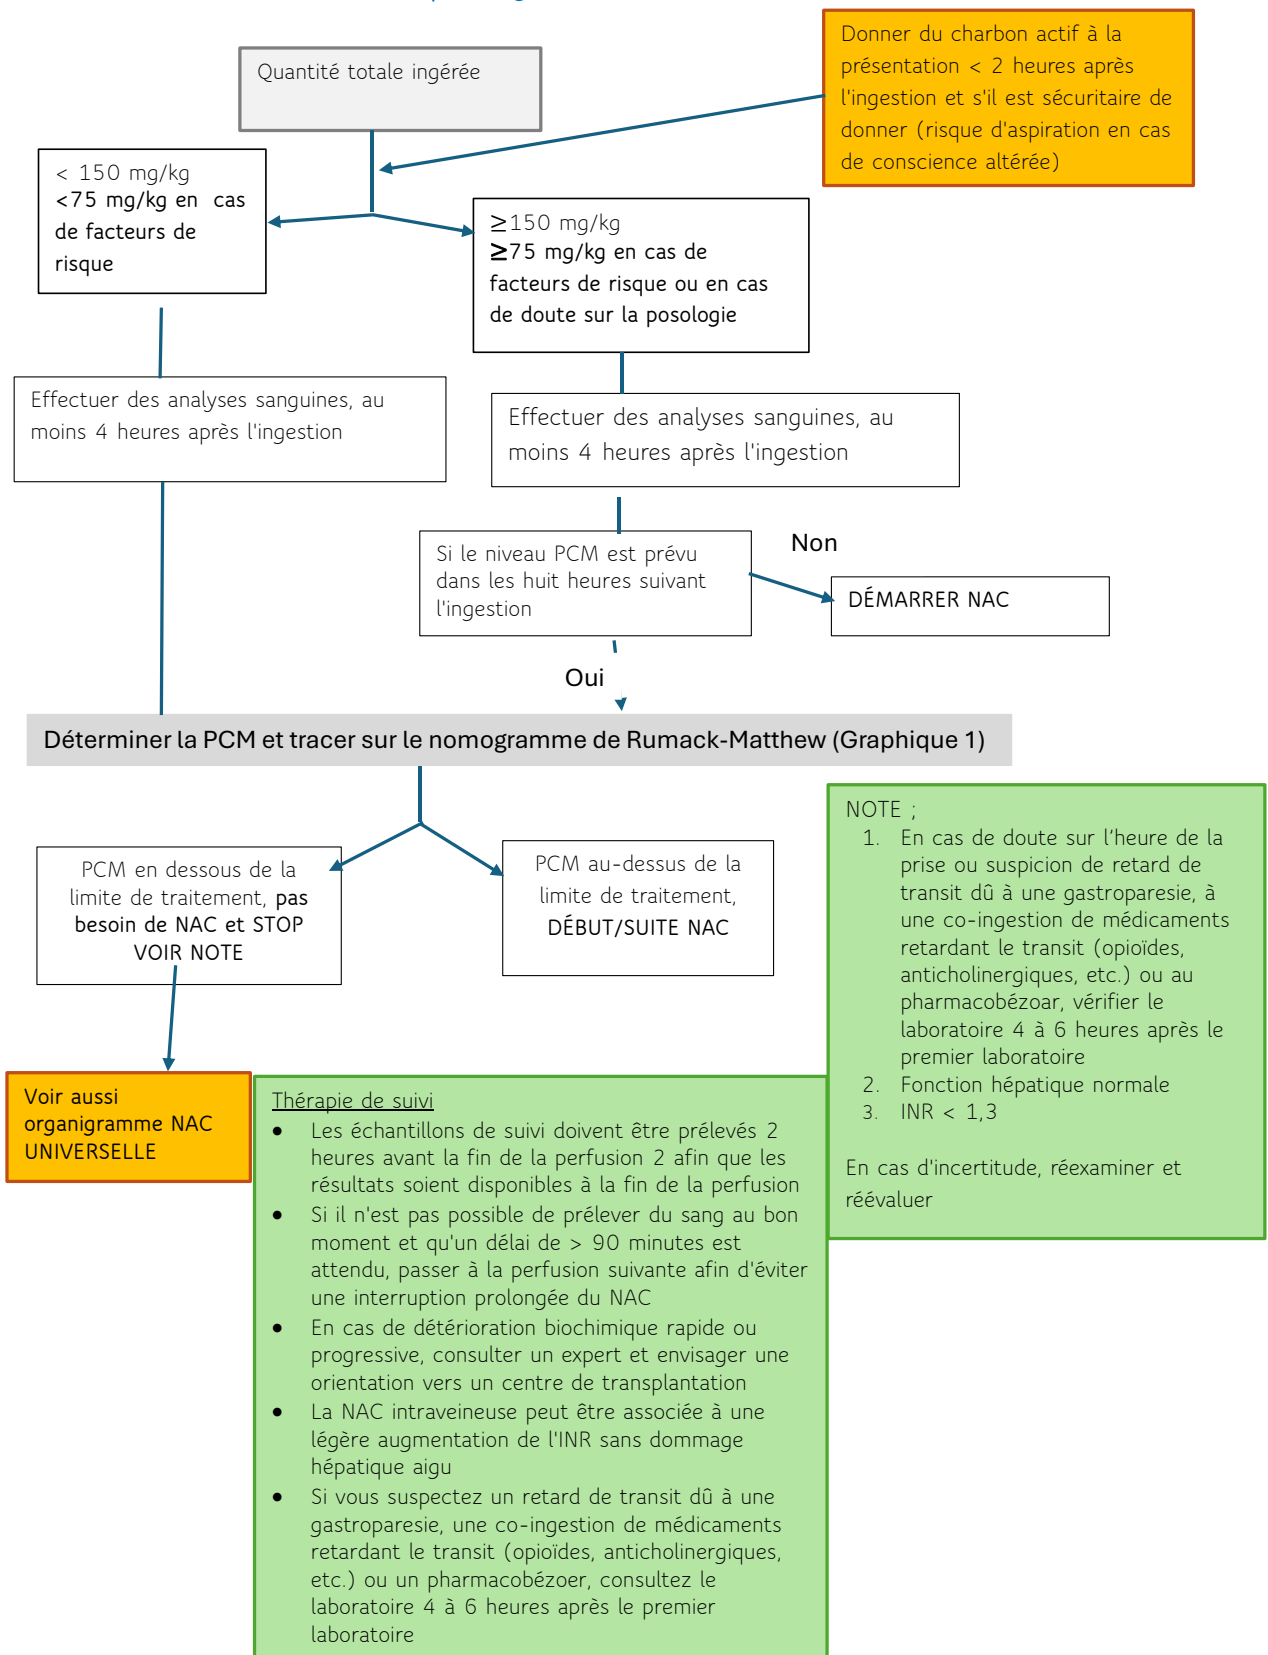 Quantité totale ingérée
Donner du charbon actif à la
présentation < 2 heures après
l'ingestion et s'il est sécuritaire de
donner (risque d'aspiration en cas
de conscience altérée)
< 150 mg/kg
<75 mg/kg en cas
de facteurs de
risque
≥150 mg/kg
≥75 mg/kg en cas de
facteurs de risque ou en cas
de doute sur la posologie
Effectuer des analyses sanguines, au
moins 4 heures après l'ingestion
Effectuer des analyses sanguines, au
moins 4 heures après l'ingestion
Si le niveau PCM est prévu
dans les huit heures suivant
l'ingestion
Non
DÉMARRER NAC
Oui
Déterminer la PCM et tracer sur le nomogramme de Rumack-Matthew (Graphique 1)
PCM en dessous de la
limite de traitement, pas
besoin de NAC et STOP
VOIR NOTE
PCM au-dessus de la
limite de traitement,
DÉBUT/SUITE NAC
NOTE ;
1. En cas de doute sur l’heure de la
prise ou suspicion de retard de
transit dû à une gastroparesie, à
une co-ingestion de médicaments
retardant le transit (opioïdes,
anticholinergiques, etc.) ou au
pharmacobézoar, vérifier le
laboratoire 4 à 6 heures après le
premier laboratoire
2. Fonction hépatique normale
3. INR < 1,3
En cas d'incertitude, réexaminer et
réévaluer
Voir aussi
organigramme NAC
UNIVERSELLE
Thérapie de suivi
• Les échantillons de suivi doivent être prélevés 2
heures avant la fin de la perfusion 2 afin que les
résultats soient disponibles à la fin de la perfusion
• Si il n'est pas possible de prélever du sang au bon
moment et qu'un délai de > 90 minutes est
attendu, passer à la perfusion suivante afin d'éviter
une interruption prolongée du NAC
• En cas de détérioration biochimique rapide ou
progressive, consulter un expert et envisager une
orientation vers un centre de transplantation
• La NAC intraveineuse peut être associée à une
légère augmentation de l'INR sans dommage
hépatique aigu
• Si vous suspectez un retard de transit dû à une
gastroparesie, une co-ingestion de médicaments
retardant le transit (opioïdes, anticholinergiques,
etc.) ou un pharmacobézoer, consultez le
laboratoire 4 à 6 heures après le premier
laboratoire